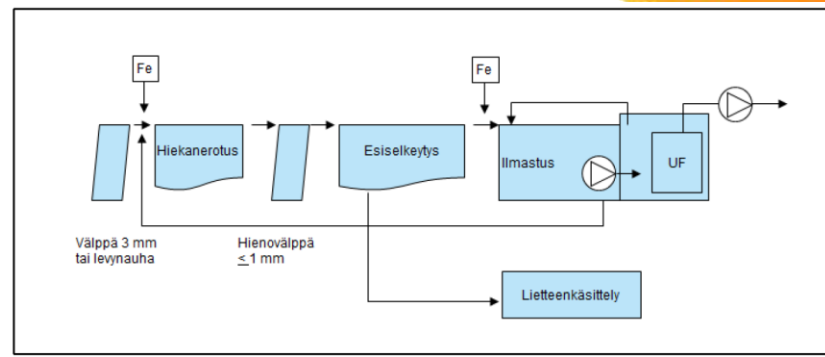 Fe
Fe
Hiekanerotus
Esiselkeytys
Ilmastus
UF
Välppä 3 mm
tai levynauha
Hienovälppä
≤ 1 mm
Lietteenkäsittely